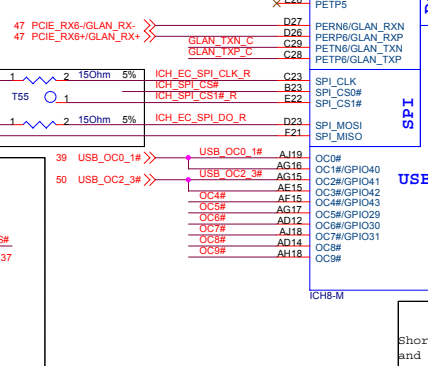 E28 PETP5
47 PCIE_RX6-/GLAN_RX- D27 PERN6/GLAN_RXN
47 PCIE_RX6+/GLAN_RX+ D26 PERP6/GLAN_RXP
GLAN_TXN_C C29 PETN6/GLAN_TXN
GLAN_TXP_C C28 PETP6/GLAN_TXP
1 2 15Ohm 5% ICH_EC_SPI_CLK_R C23 SPI_CLK
ICH_SPI_CS# B23 SPI_CS0#
T55 1 ICH_SPI_CS1#_R E22 SPI_CS1#
SPI
1 2 15Ohm 5% ICH_EC_SPI_DO_R D23 SPI_MOSI
F21 SPI_MISO
39 USB_OC0_1# USB_OC0_1# AJ19 OC0#
AG16 OC1#/GPIO40
50 USB_OC2_3# USB_OC2_3# AG15 OC2#/GPIO41
USB
AE15 OC3#/GPIO42
OC4# AF15 OC4#/GPIO43
OC5# AG17 OC5#/GPIO29
OC6# AD12 OC6#/GPIO30
OC7# AJ18 OC7#/GPIO31
OC8# AD14 OC8#
OC9# AH18 OC9#
S#
37
ICH8-M
Shor
and